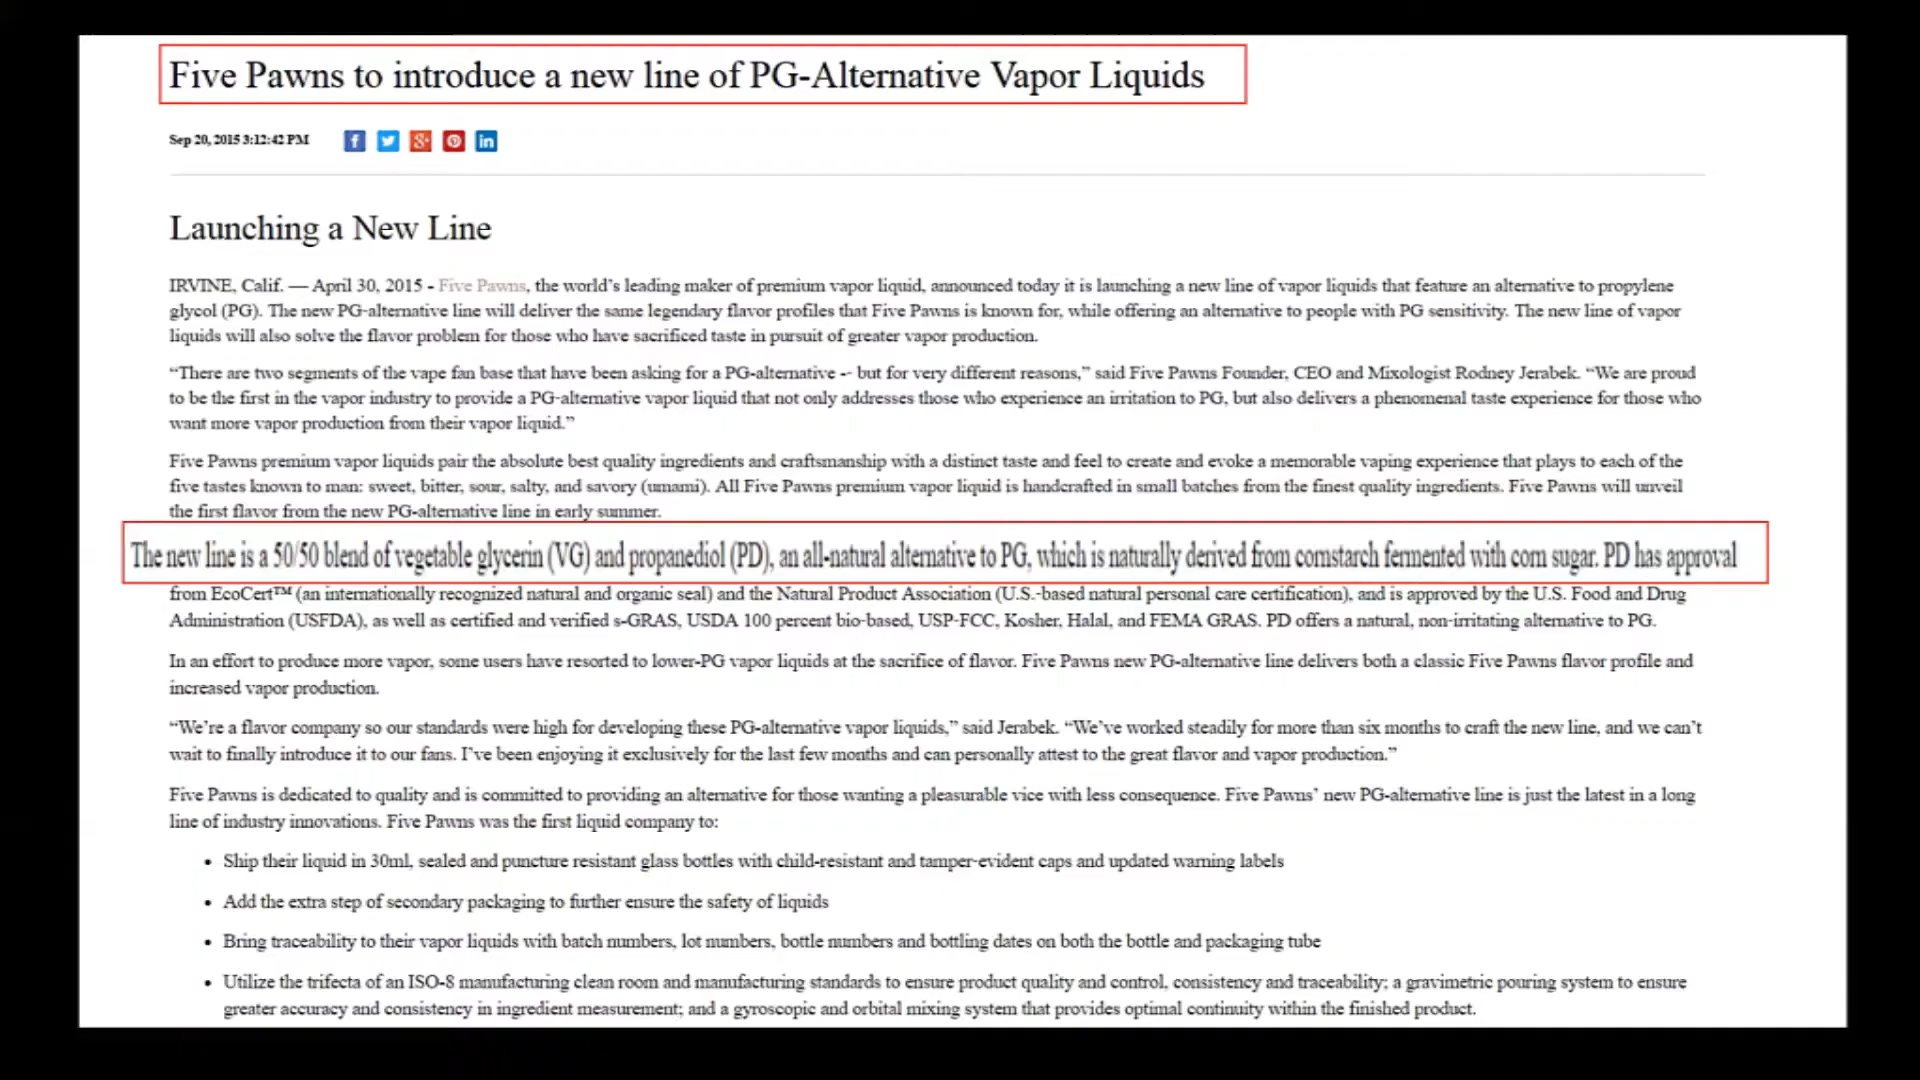 Five Pawns to introduce a new line of PG-Alternative Vapor Liquids
Sep 20, 2015 3:12:42 PM
Launching a New Line
IRVINE, Calif. — April 30, 2015 - Five Pawns, the world's leading maker of premium vapor liquid, announced today it is launching a new line of vapor liquids that feature an alternative to propylene
glycol (PG). The new PG-alternative line will deliver the same legendary flavor profiles that Five Pawns is known for, while offering an alternative to people with PG sensitivity. The new line of vapor
liquids will also solve the flavor problem for those who have sacrificed taste in pursuit of greater vapor production.
“There are two segments of the vape fan base that have been asking for a PG-alternative -- but for very different reasons,” said Five Pawns Founder, CEO and Mixologist Rodney Jerabek. “We are proud
to be the first in the vapor industry to provide a PG-alternative vapor liquid that not only addresses those who experience an irritation to PG, but also delivers a phenomenal taste experience for those who
want more vapor production from their vapor liquid.”
Five Pawns premium vapor liquids pair the absolute best quality ingredients and craftsmanship with a distinct taste and feel to create and evoke a memorable vaping experience that plays to each of the
five tastes known to man: sweet, bitter, sour, salty, and savory (umami). All Five Pawns premium vapor liquid is handcrafted in small batches from the finest quality ingredients. Five Pawns will unveil
the first flavor from the new PG-alternative line in early summer.
The new line is a 50/50 blend of vegetable glycerin (VG) and propanediol (PD), an all-natural alternative to PG, which is naturally derived from cornstarch fermented with corn sugar. PD has approval
from EcoCert™ (an internationally recognized natural and organic seal) and the Natural Product Association (U.S.-based natural personal care certification), and is approved by the U.S. Food and Drug
Administration (USFDA), as well as certified and verified s-GRAS, USDA 100 percent bio-based, USP-FCC, Kosher, Halal, and FEMA GRAS. PD offers a natural, non-irritating alternative to PG.
In an effort to produce more vapor, some users have resorted to lower-PG vapor liquids at the sacrifice of flavor. Five Pawns new PG-alternative line delivers both a classic Five Pawns flavor profile and
increased vapor production.
“We’re a flavor company so our standards were high for developing these PG-alternative vapor liquids,” said Jerabek. “We’ve worked steadily for more than six months to craft the new line, and we can’t
wait to finally introduce it to our fans. I’ve been enjoying it exclusively for the last few months and can personally attest to the great flavor and vapor production.”
Five Pawns is dedicated to quality and is committed to providing an alternative for those wanting a pleasurable vice with less consequence. Five Pawns’ new PG-alternative line is just the latest in a long
line of industry innovations. Five Pawns was the first liquid company to:
• Ship their liquid in 30ml, sealed and puncture resistant glass bottles with child-resistant and tamper-evident caps and updated warning labels
• Add the extra step of secondary packaging to further ensure the safety of liquids
• Bring traceability to their vapor liquids with batch numbers, lot numbers, bottle numbers and bottling dates on both the bottle and packaging tube
• Utilize the trifecta of an ISO-8 manufacturing clean room and manufacturing standards to ensure product quality and control, consistency and traceability; a gravimetric pouring system to ensure
greater accuracy and consistency in ingredient measurement; and a gyroscopic and orbital mixing system that provides optimal continuity within the finished product.